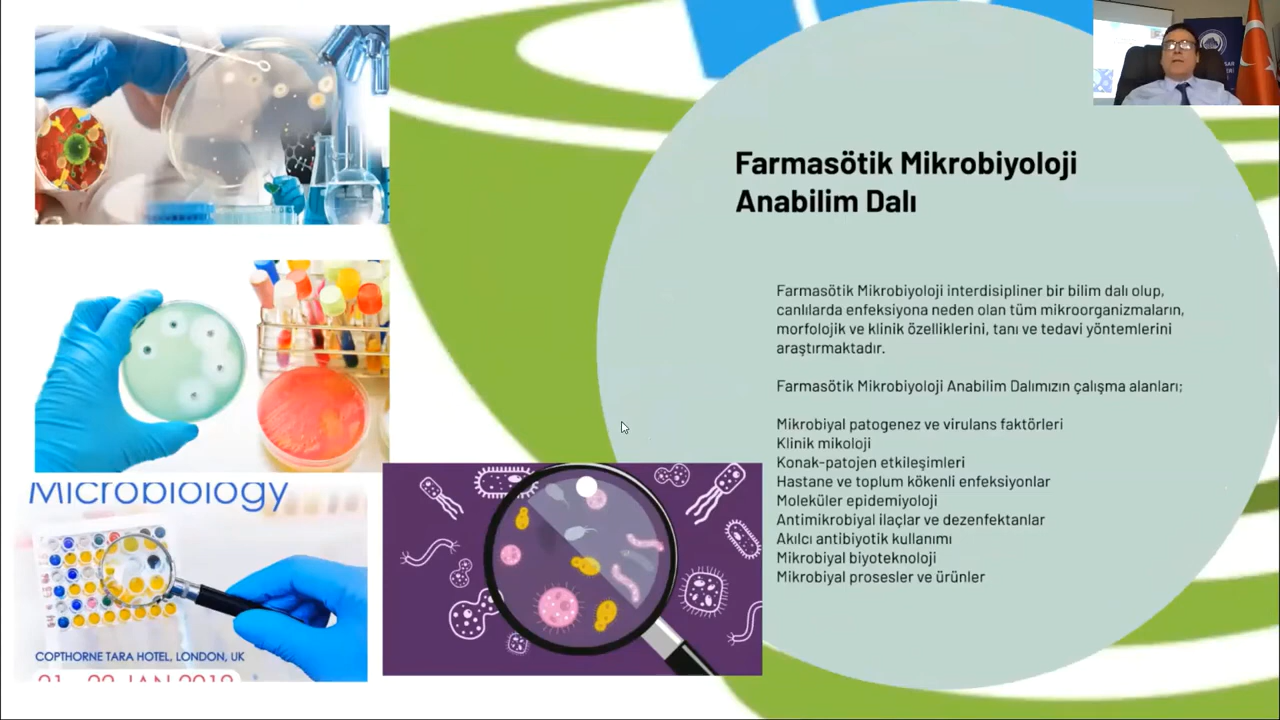 Farmasötik Mikrobiyoloji
Anabilim Dalı
Farmasötik Mikrobiyoloji interdisipliner bir bilim dalı olup,
canlılarda enfeksiyona neden olan tüm mikroorganizmaların,
morfolojik ve klinik özelliklerini, tanı ve tedavi yöntemlerini
araştırmaktadır.
Farmasötik Mikrobiyoloji Anabilim Dalımızın çalışma alanları;
Mikrobiyal patogenez ve virulans faktörleri
Klinik mikoloji
Konak-patojen etkileşimleri
Hastane ve toplum kökenli enfeksiyonlar
Moleküler epidemiyoloji
Antimikrobiyal ilaçlar ve dezenfektanlar
Akılcı antibiyotik kullanımı
Mikrobiyal biyoteknoloji
Mikrobiyal prosesler ve ürünler
Microbiology
COPTHORNE TARA HOTEL, LONDON, UK